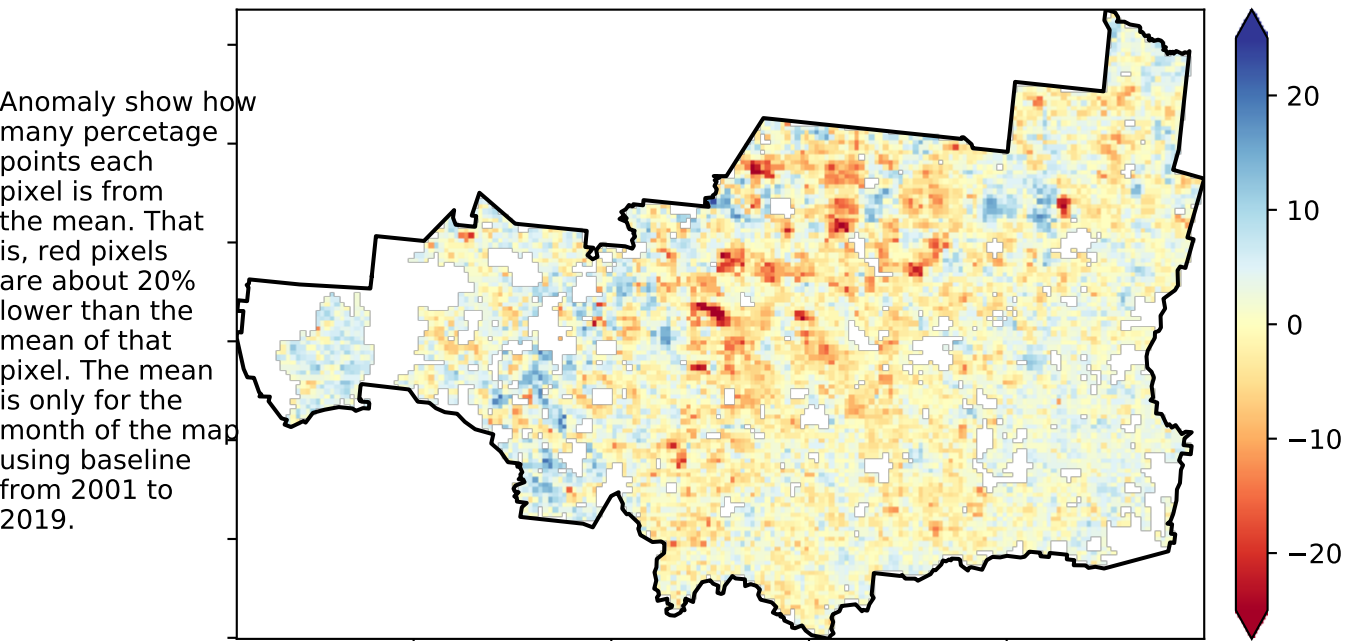 Anomaly show how
many percetage
points each
pixel is from
the mean. That
is, red pixels
are about 20%
lower than the
mean of that
pixel. The mean
is only for the
month of the map
using baseline
from 2001 to
2019.
20
10
0
−10
−20